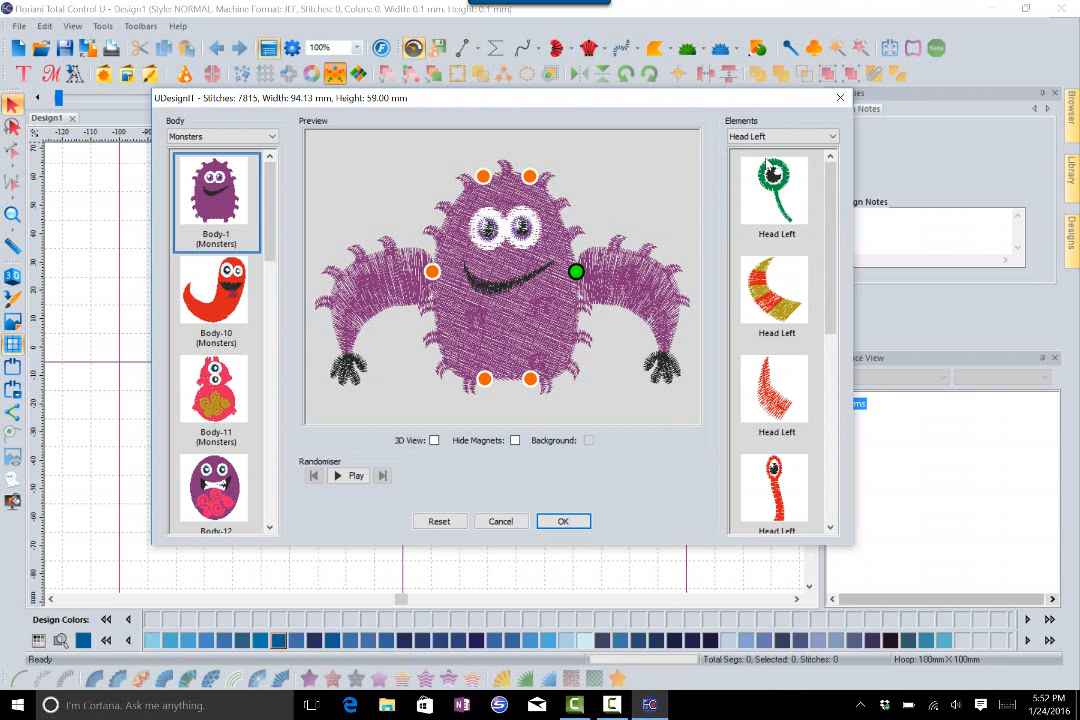 Floriani Total Control U - Design1 (Style: NORMAL, Machine Format: JEF, Stitches: 0, Colors: 0, Width: 0.1 mm, Height: 0.1 mm)
File Edit View Tools Toolbars Help
100%
UDesignIT - Stitches: 7815, Width: 94.13 mm, Height: 59.00 mm
Design1
-120 -110 -100
Body
Monsters
Body-1
(Monsters)
Body-10
(Monsters)
Body-11
(Monsters)
Body-12
Preview
3D View: Hide Magnets: Background:
Randomiser
Play
Reset Cancel OK
Elements
Head Left
Head Left
Head Left
Head Left
Head Left
Notes
Browser
Library
Designs
Design Colors:
Ready
Total Segs: 0, Selected: 0, Stitches: 0
Hoop: 100mm X 100mm
I'm Cortana. Ask me anything.
5:52 PM
1/24/2016